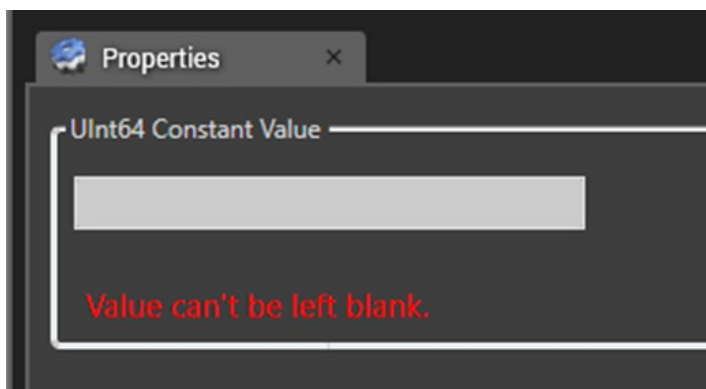 Properties ×
UInt64 Constant Value
Value can't be left blank.